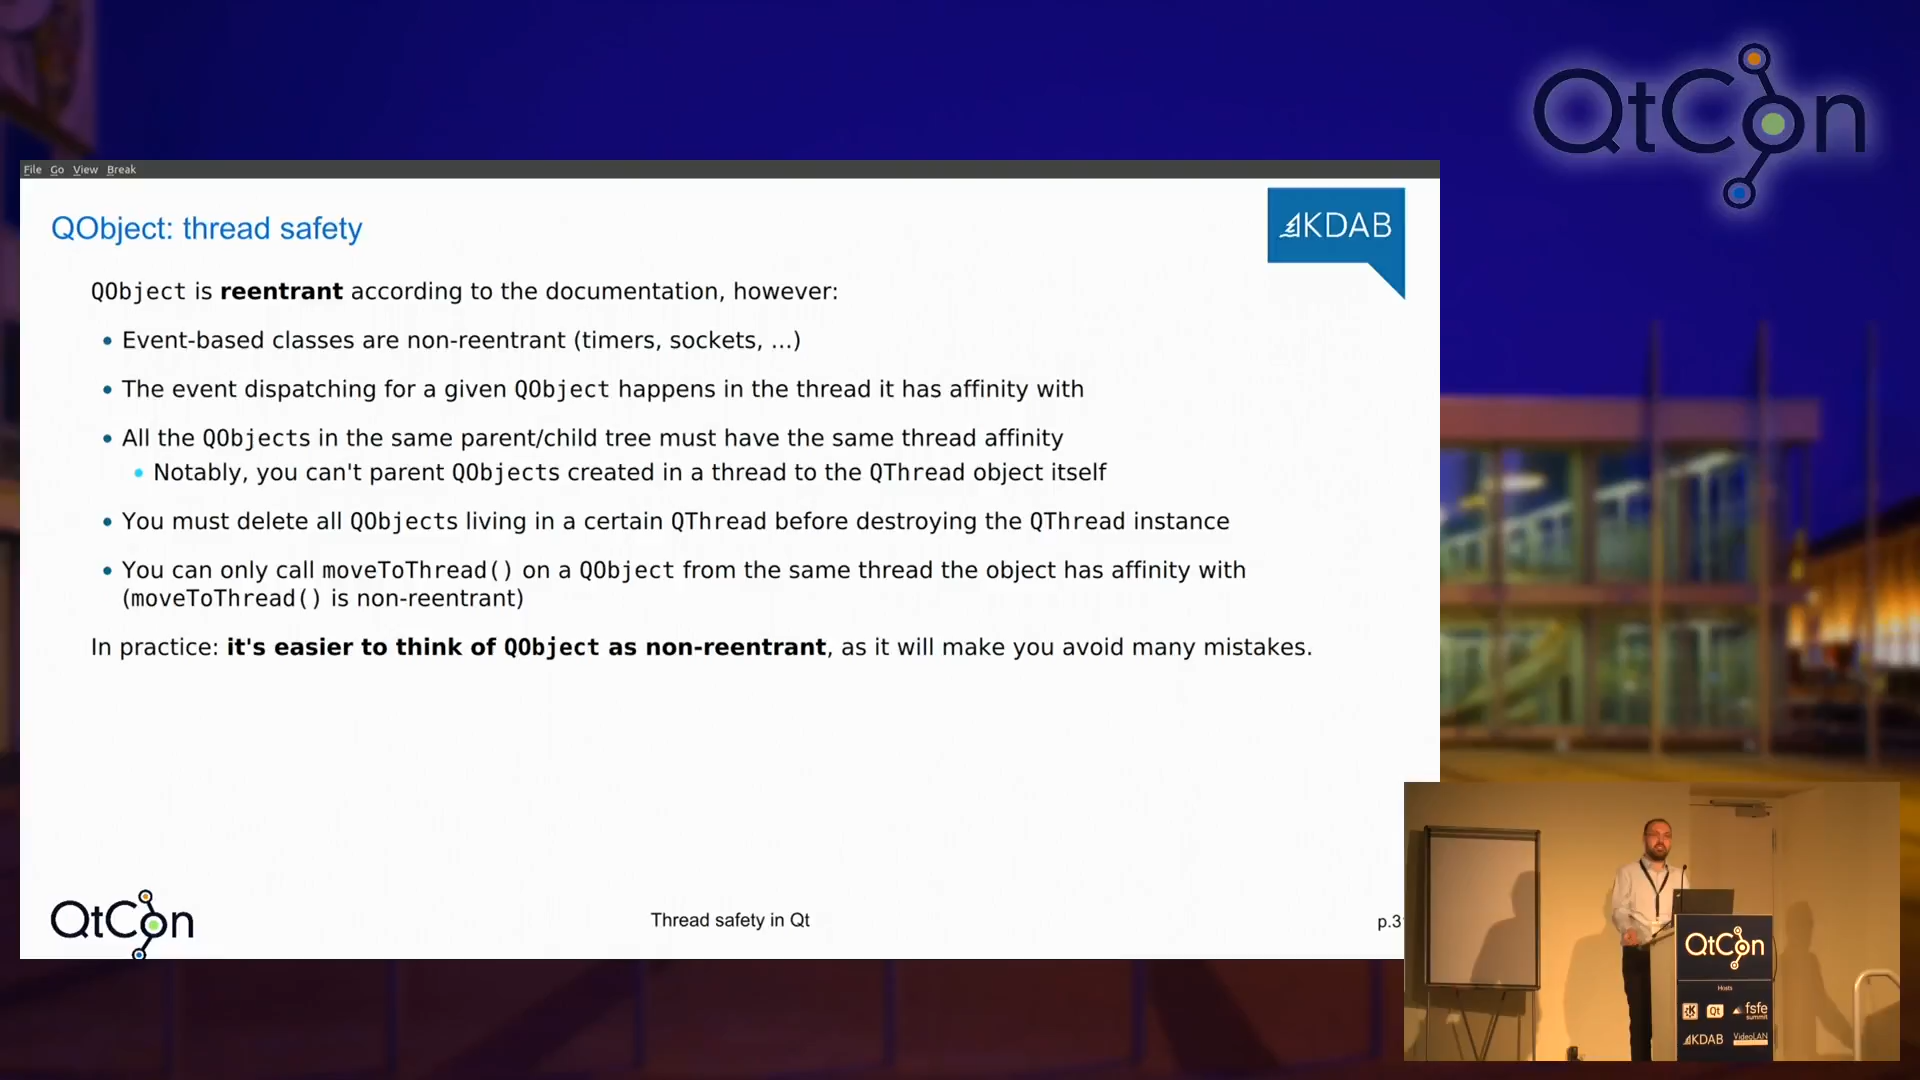 QtCon
File Go View Break
QObject: thread safety
KDAB
QObject is reentrant according to the documentation, however:
• Event-based classes are non-reentrant (timers, sockets, ...)
• The event dispatching for a given QObject happens in the thread it has affinity with
• All the QObjects in the same parent/child tree must have the same thread affinity
• Notably, you can't parent QObjects created in a thread to the QThread object itself
• You must delete all QObjects living in a certain QThread before destroying the QThread instance
• You can only call moveToThread() on a QObject from the same thread the object has affinity with
(moveToThread() is non-reentrant)
In practice: it's easier to think of QObject as non-reentrant, as it will make you avoid many mistakes.
QtCon
Thread safety in Qt
p.3
QtCon
Hosts
Qt
fsfe
summit
KDAB
VideoLAN